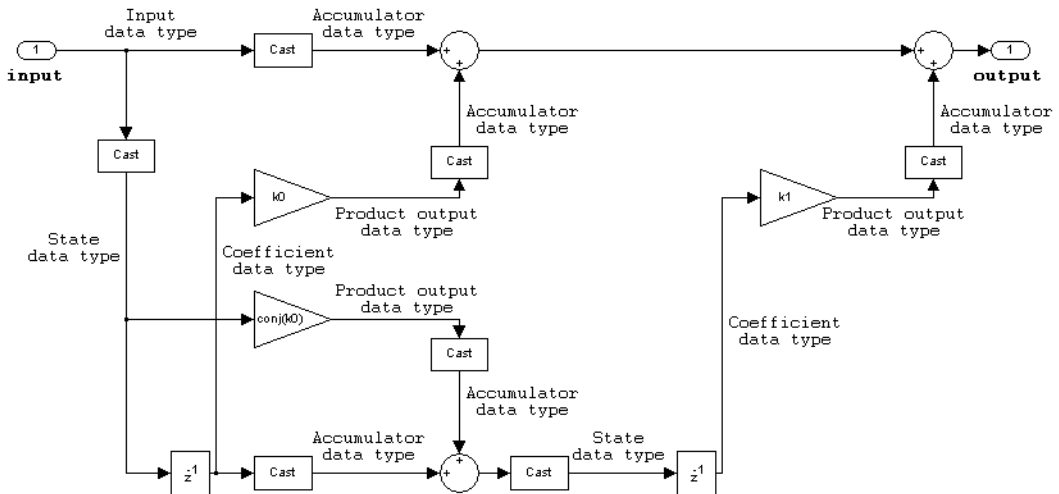 Input
data type
Accumulator
data type
1
input
Cast
+
+
+
+
1
output
Cast
Accumulator
data type
Accumulator
data type
Cast
Cast
k0
k1
Product output
data type
Product output
data type
State
data type
Coefficient
data type
Product output
data type
conj(k0)
Coefficient
data type
Cast
Accumulator
data type
Accumulator
data type
State
data type
z-1
Cast
+
+
Cast
z-1